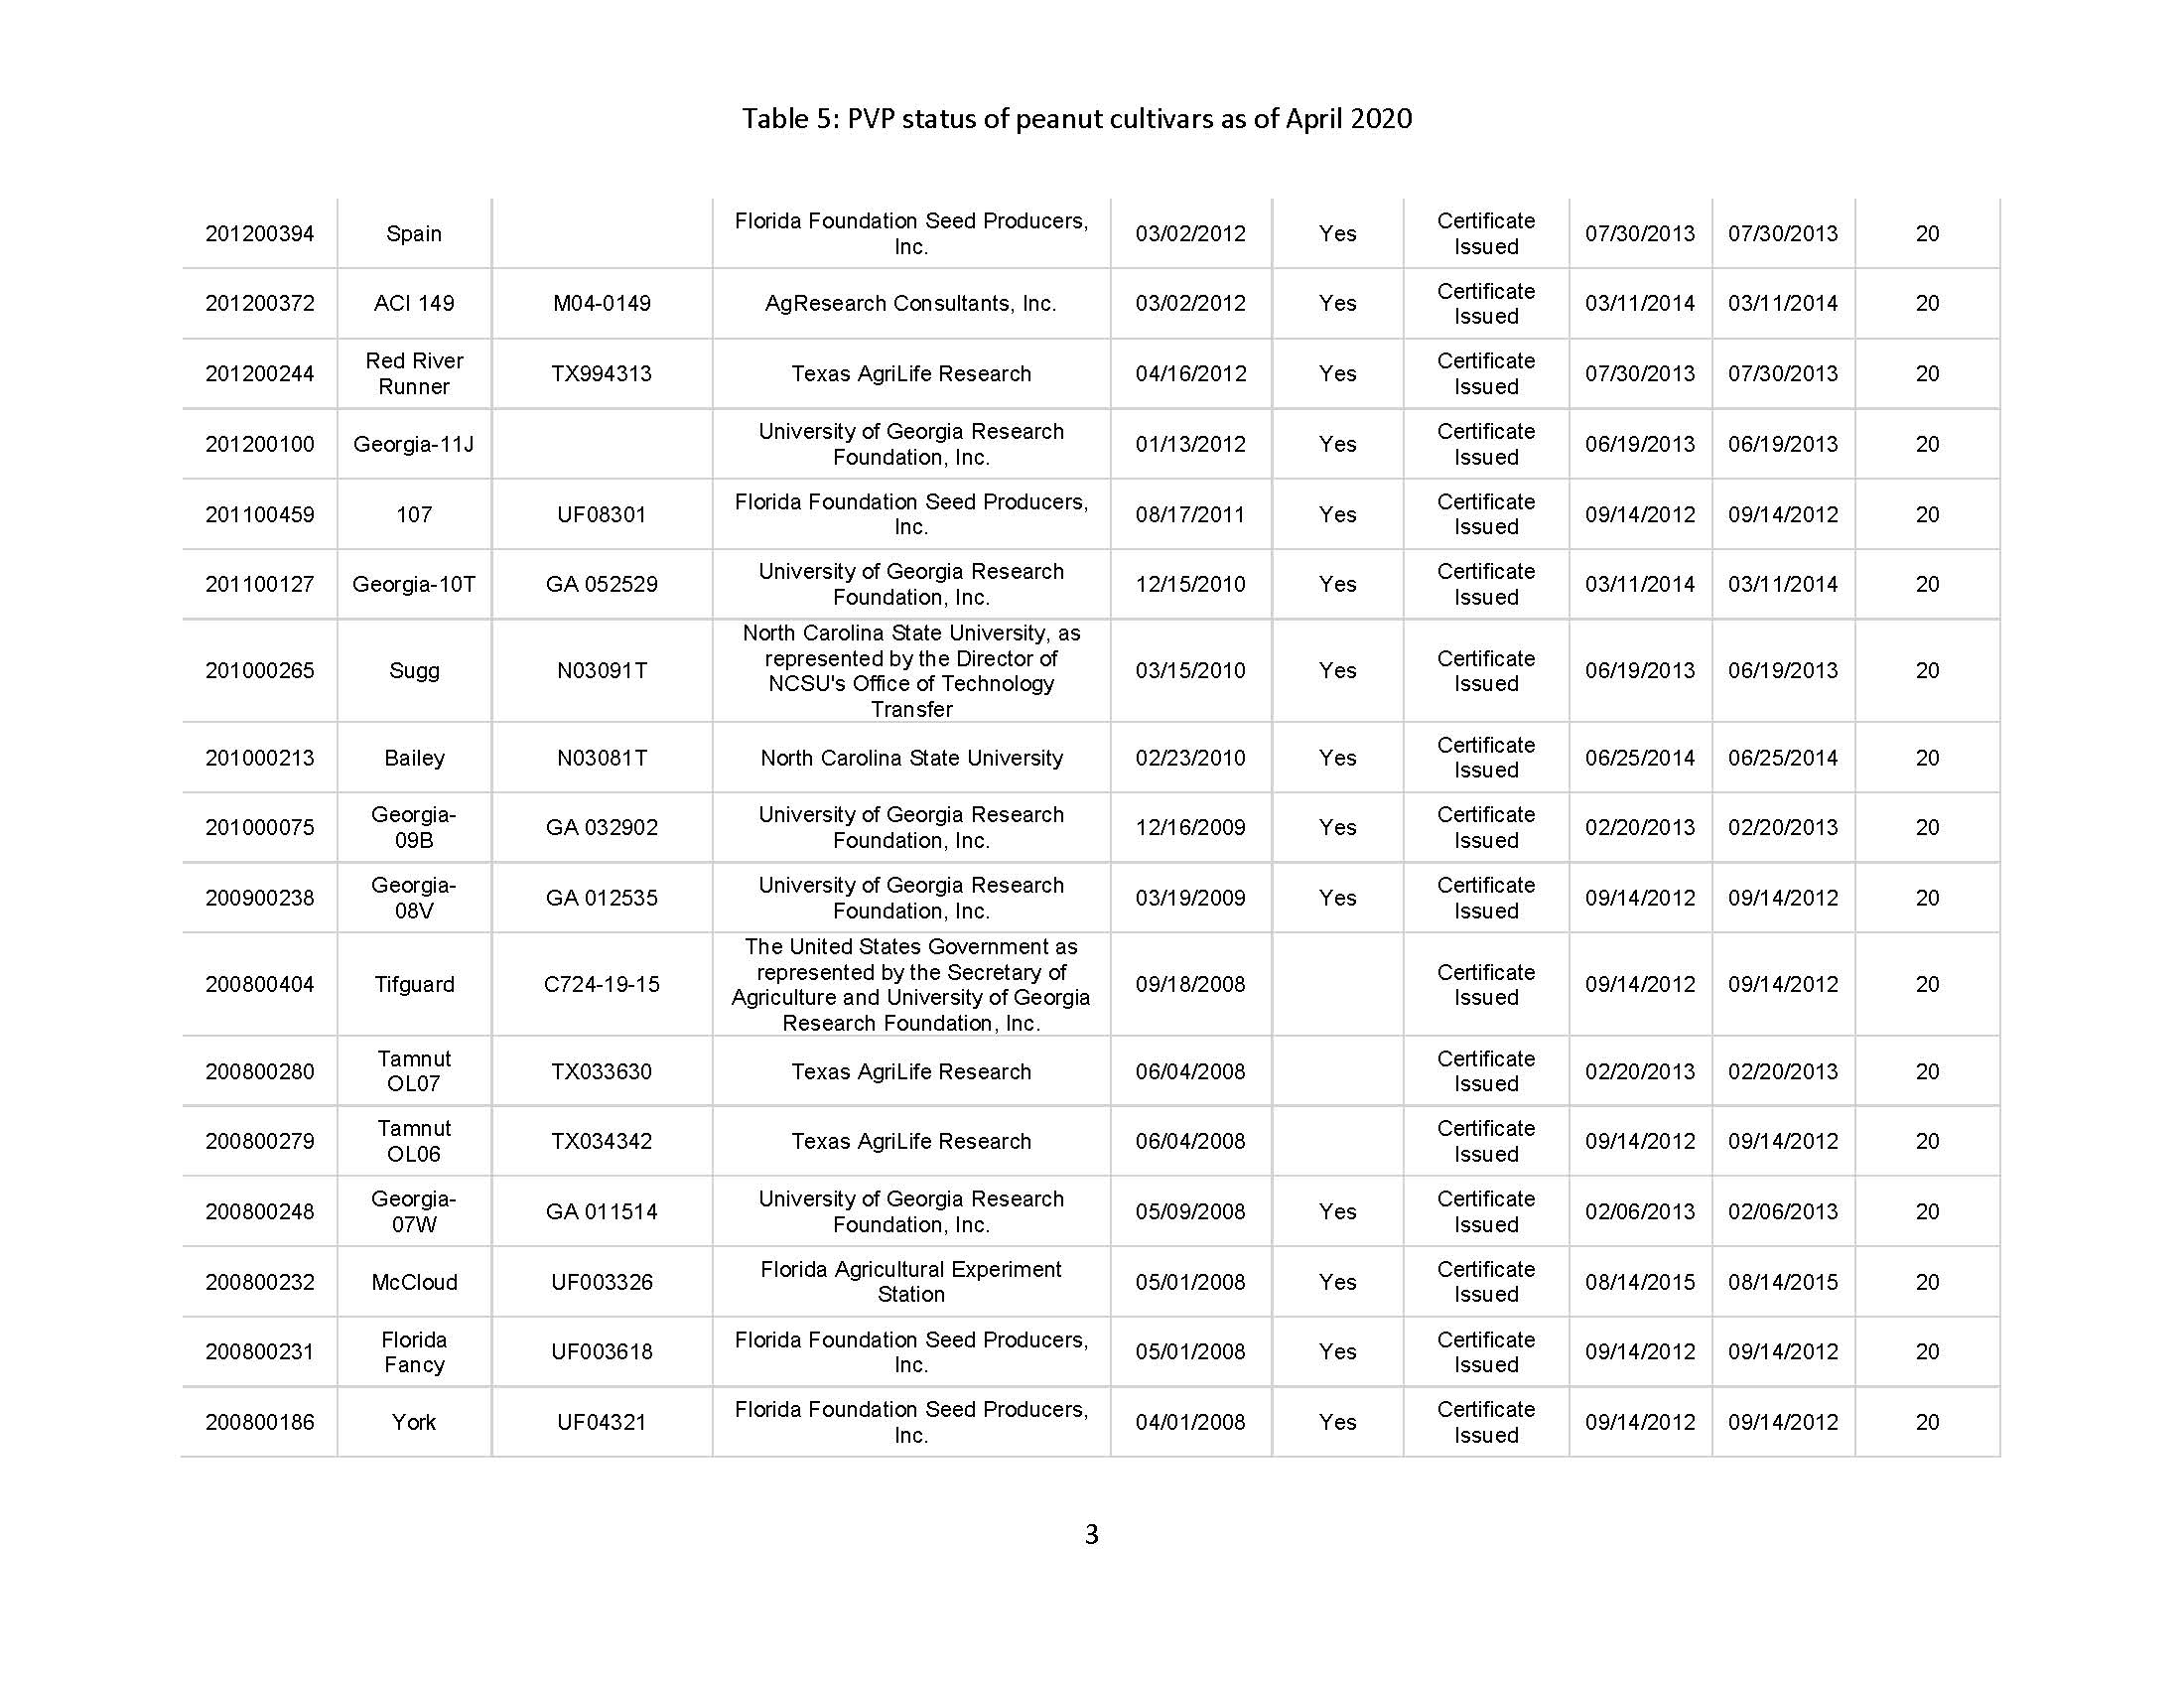 Table 5: PVP status of peanut cultivars as of April 2020
201200394 Spain Florida Foundation Seed Producers, Inc. 03/02/2012 Yes Certificate Issued 07/30/2013 07/30/2013 20
201200372 ACI 149 M04-0149 AgResearch Consultants, Inc. 03/02/2012 Yes Certificate Issued 03/11/2014 03/11/2014 20
201200244 Red River Runner TX994313 Texas AgriLife Research 04/16/2012 Yes Certificate Issued 07/30/2013 07/30/2013 20
201200100 Georgia-11J University of Georgia Research Foundation, Inc. 01/13/2012 Yes Certificate Issued 06/19/2013 06/19/2013 20
201100459 107 UF08301 Florida Foundation Seed Producers, Inc. 08/17/2011 Yes Certificate Issued 09/14/2012 09/14/2012 20
201100127 Georgia-10T GA 052529 University of Georgia Research Foundation, Inc. 12/15/2010 Yes Certificate Issued 03/11/2014 03/11/2014 20
201000265 Sugg N03091T North Carolina State University, as represented by the Director of NCSU's Office of Technology Transfer 03/15/2010 Yes Certificate Issued 06/19/2013 06/19/2013 20
201000213 Bailey N03081T North Carolina State University 02/23/2010 Yes Certificate Issued 06/25/2014 06/25/2014 20
201000075 Georgia-09B GA 032902 University of Georgia Research Foundation, Inc. 12/16/2009 Yes Certificate Issued 02/20/2013 02/20/2013 20
200900238 Georgia-08V GA 012535 University of Georgia Research Foundation, Inc. 03/19/2009 Yes Certificate Issued 09/14/2012 09/14/2012 20
200800404 Tifguard C724-19-15 The United States Government as represented by the Secretary of Agriculture and University of Georgia Research Foundation, Inc. 09/18/2008 Certificate Issued 09/14/2012 09/14/2012 20
200800280 Tamnut OL07 TX033630 Texas AgriLife Research 06/04/2008 Certificate Issued 02/20/2013 02/20/2013 20
200800279 Tamnut OL06 TX034342 Texas AgriLife Research 06/04/2008 Certificate Issued 09/14/2012 09/14/2012 20
200800248 Georgia-07W GA 011514 University of Georgia Research Foundation, Inc. 05/09/2008 Yes Certificate Issued 02/06/2013 02/06/2013 20
200800232 McCloud UF003326 Florida Agricultural Experiment Station 05/01/2008 Yes Certificate Issued 08/14/2015 08/14/2015 20
200800231 Florida Fancy UF003618 Florida Foundation Seed Producers, Inc. 05/01/2008 Yes Certificate Issued 09/14/2012 09/14/2012 20
200800186 York UF04321 Florida Foundation Seed Producers, Inc. 04/01/2008 Yes Certificate Issued 09/14/2012 09/14/2012 20
3